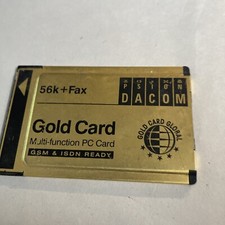 56k+Fax
PSION
DACOM
Gold Card
Multi-function PC Card
GSM & ISDN READY
GOLD CARD GLOBAL